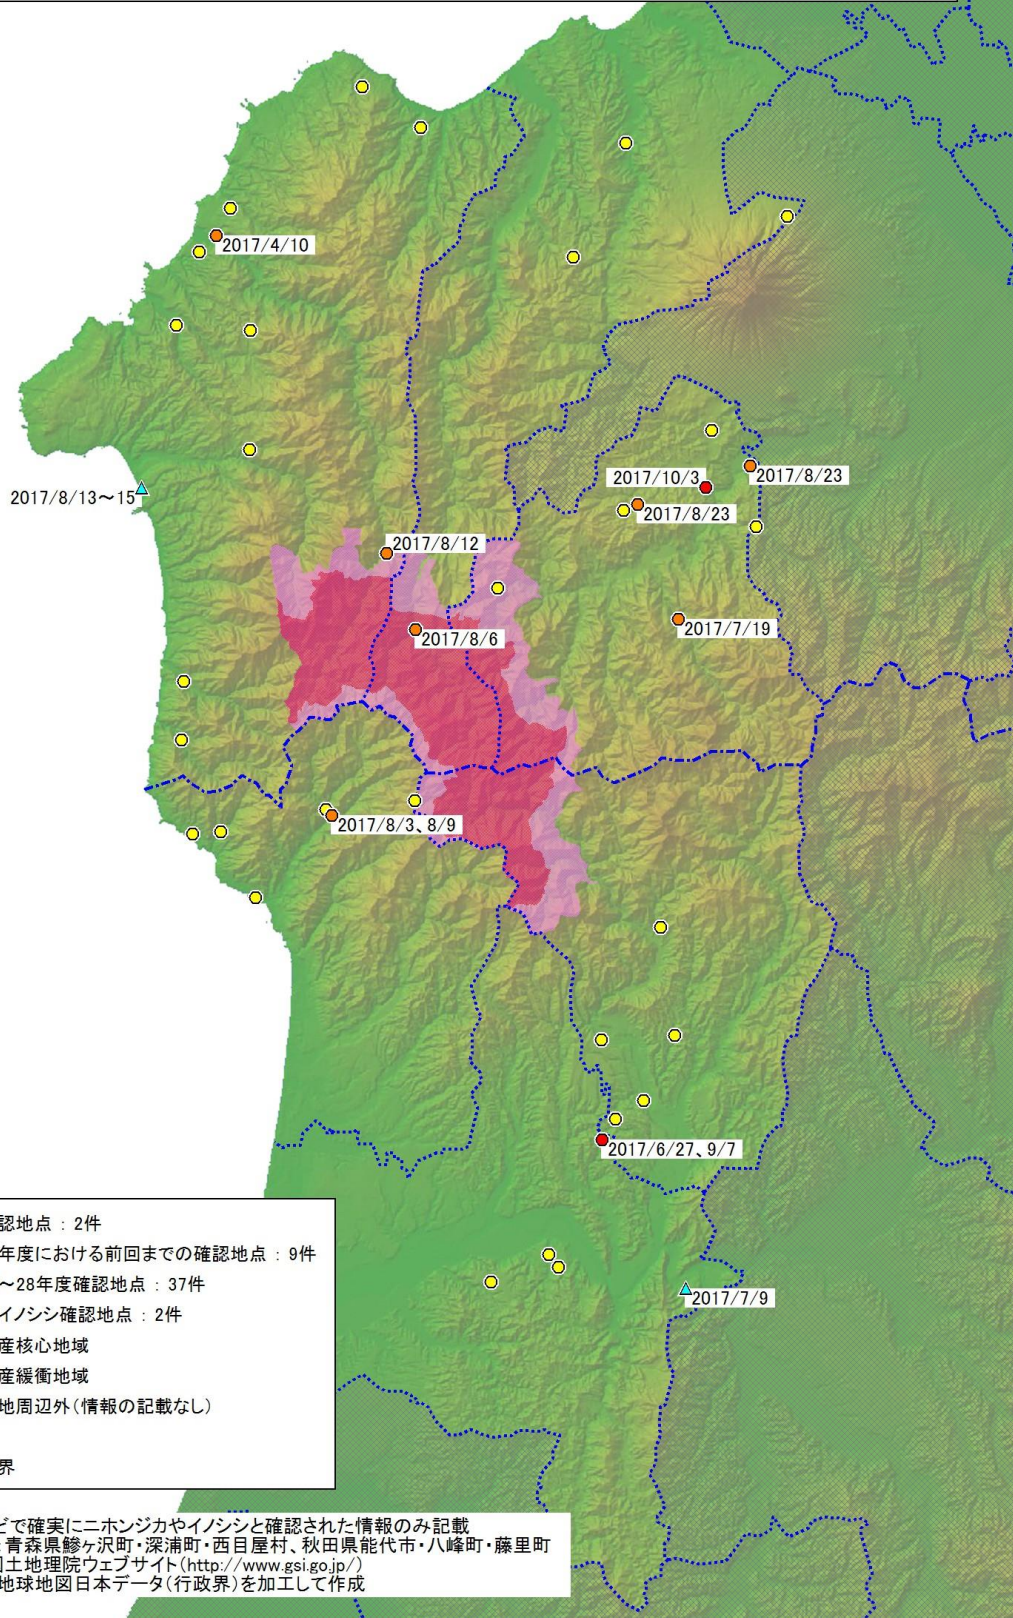 2017/4/10
2017/8/13～15
2017/10/3
2017/8/23
2017/8/23
2017/8/12
2017/7/19
2017/8/6
2017/8/3、8/9
2017/6/27、9/7
2017/7/9
認地点 : 2件
年度における前回までの確認地点 : 9件
～28年度確認地点 : 37件
イノシシ確認地点 : 2件
産核心地域
産緩衝地域
地周辺外(情報の記載なし)
界
どで確実にニホンジカやイノシシと確認された情報のみ記載
:青森県鰺ヶ沢町・深浦町・西目屋村、秋田県能代市・八峰町・藤里町
国土地理院ウェブサイト(http://www.gsi.go.jp/)
地球地図日本データ(行政界)を加工して作成